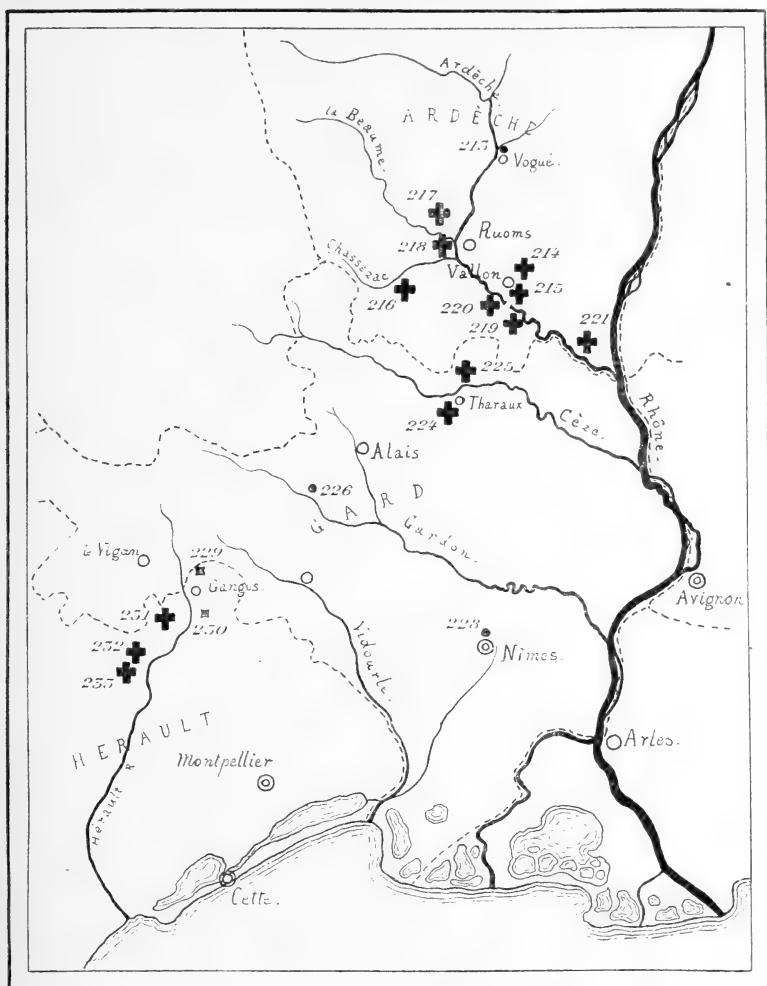 Ardèche.
ARDÈCHE
la Beaume.
213
Vogué.
217
Ruoms
218
214
Chassezac
Vallon
215
216
220
219
221
225
Tharaux
224
Cèze.
Rhône.
Alais
226
GARD
Gardon.
le Vigan
229
Ganges.
Avignon
231
230
228
232
Nîmes.
233
Vidourle.
HERAULT
Arles.
Montpellier
Hérault R
Cette.